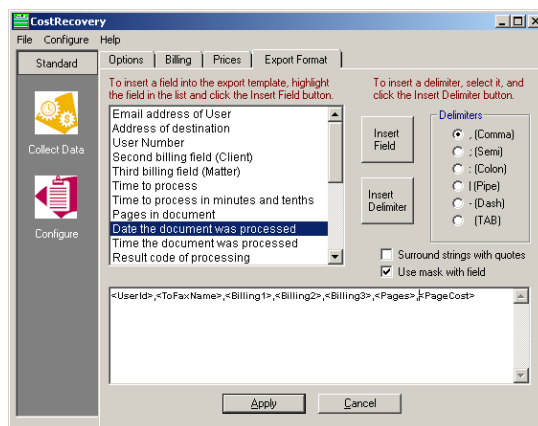 CostRecovery
File Configure Help
Standard
Collect Data
Configure
Options Billing Prices Export Format
To insert a field into the export template, highlight
the field in the list and click the Insert Field button.
To insert a delimiter, select it, and
click the Insert Delimiter button.
Email address of User
Address of destination
User Number
Second billing field (Client)
Third billing field (Matter)
Time to process
Time to process in minutes and tenths
Pages in document
Date the document was processed
Time the document was processed
Result code of processing
Insert
Field
Insert
Delimiter
Delimiters
, (Comma)
; (Semi)
: (Colon)
| (Pipe)
- (Dash)
(TAB)
Surround strings with quotes
Use mask with field
<UserId>,<ToFaxName>,<Billing1>,<Billing2>,<Billing3>,<Pages>,<PageCost>
Apply Cancel